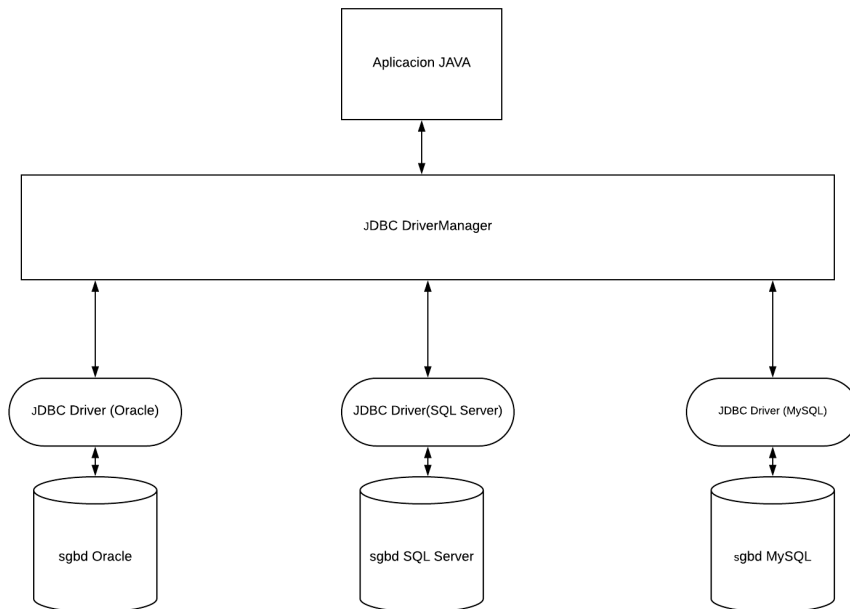 Aplicacion JAVA
JDBC DriverManager
JDBC Driver (Oracle)
JDBC Driver(SQL Server)
JDBC Driver (MySQL)
sgbd Oracle
sgbd SQL Server
sgbd MySQL